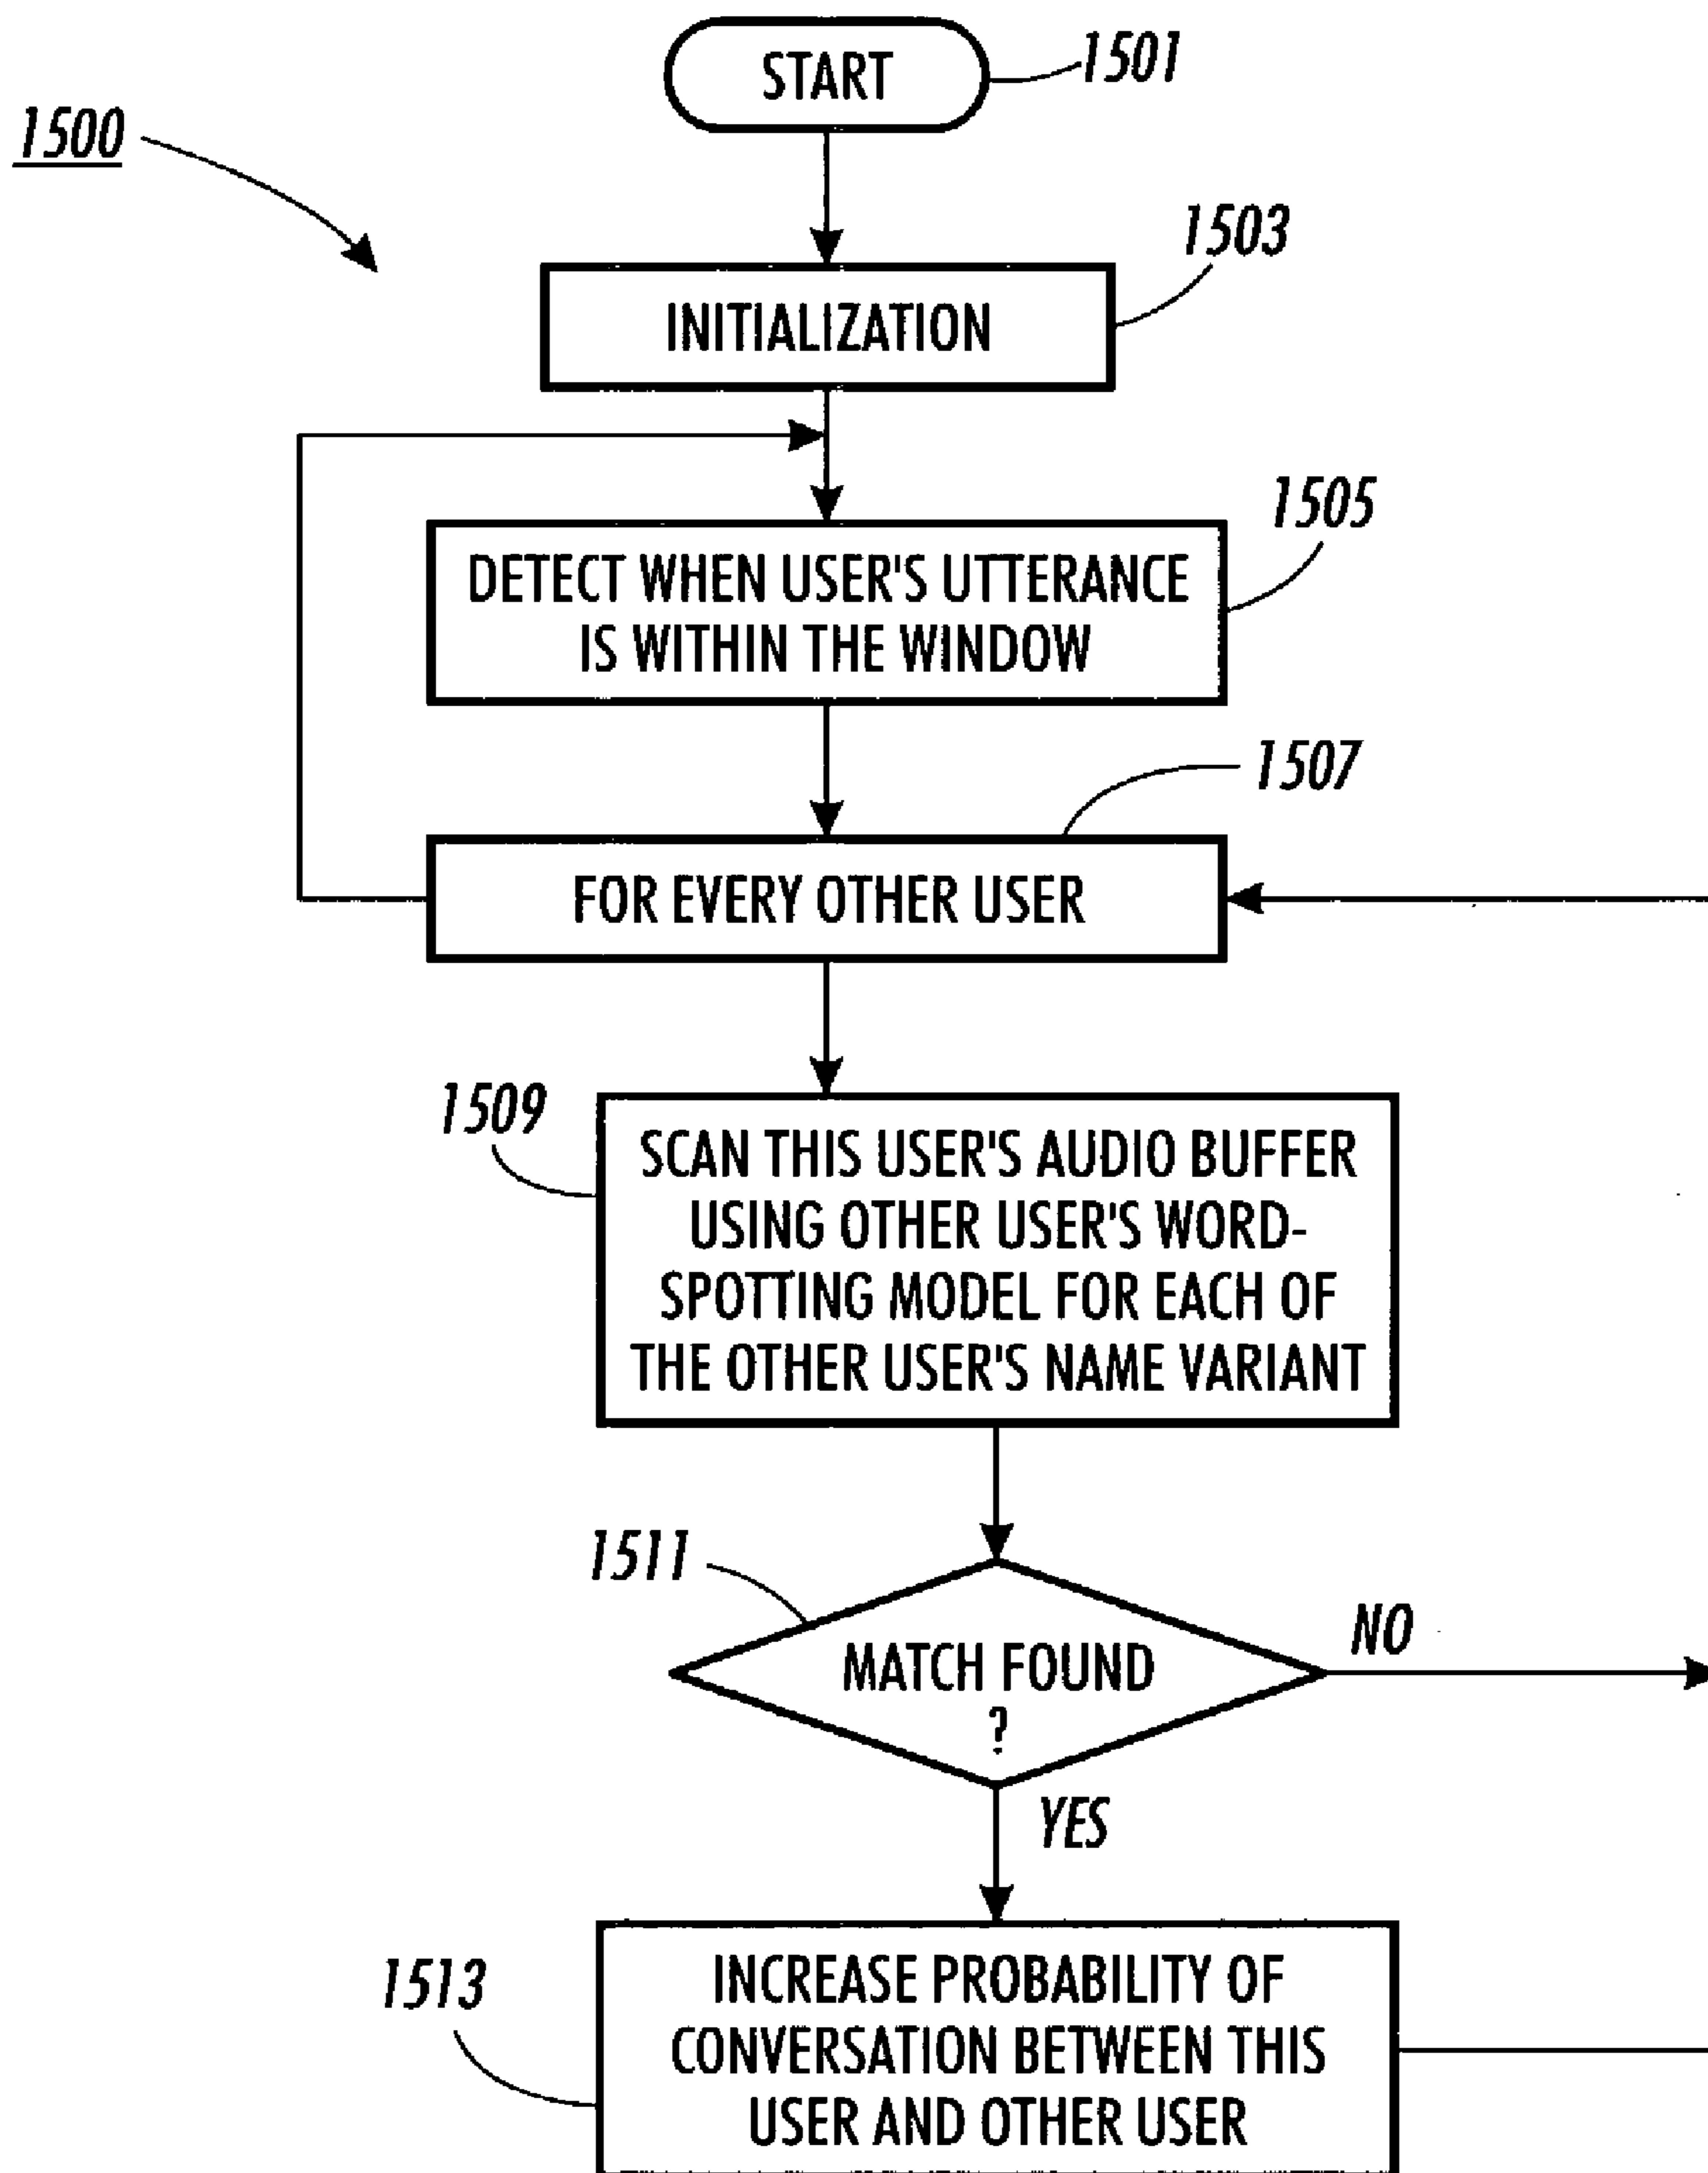 START
1501
1500
1503
INITIALIZATION
1505
DETECT WHEN USER'S UTTERANCE
IS WITHIN THE WINDOW
1507
FOR EVERY OTHER USER
1509
SCAN THIS USER'S AUDIO BUFFER
USING OTHER USER'S WORD-
SPOTTING MODEL FOR EACH OF
THE OTHER USER'S NAME VARIANT
1511
MATCH FOUND
?
NO
YES
1513
INCREASE PROBABILITY OF
CONVERSATION BETWEEN THIS
USER AND OTHER USER